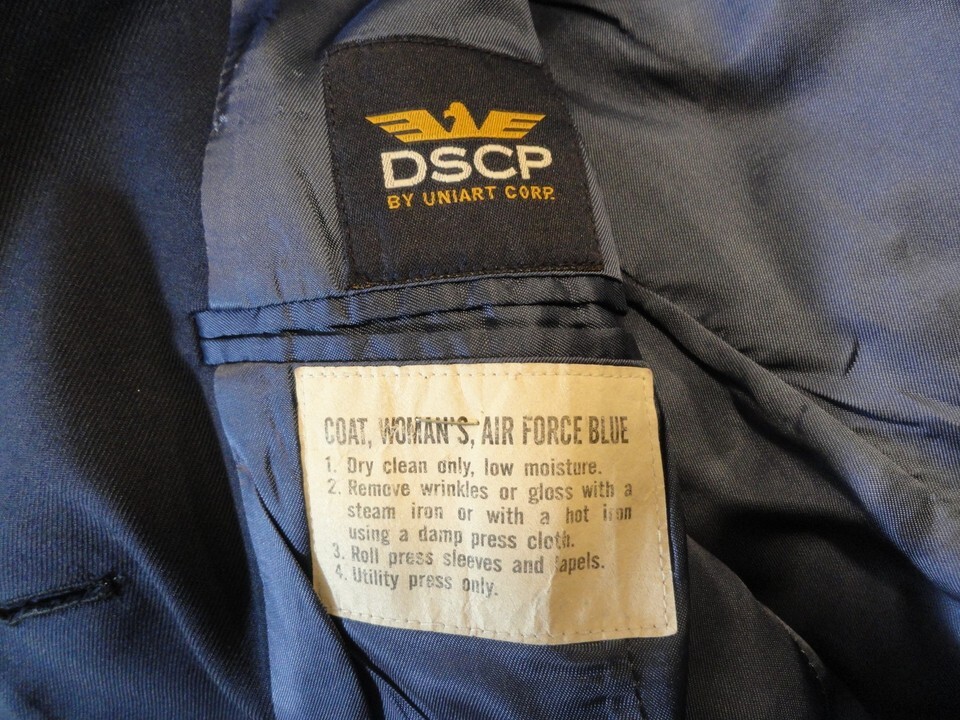 DSCP
BY UNIART CORP.
COAT, WOMAN'S, AIR FORCE BLUE
1. Dry clean only, low moisture.
2. Remove wrinkles or gloss with a
steam iron or with a hot iron
using a damp press cloth.
3. Roll press sleeves and lapels.
4. Utility press only.